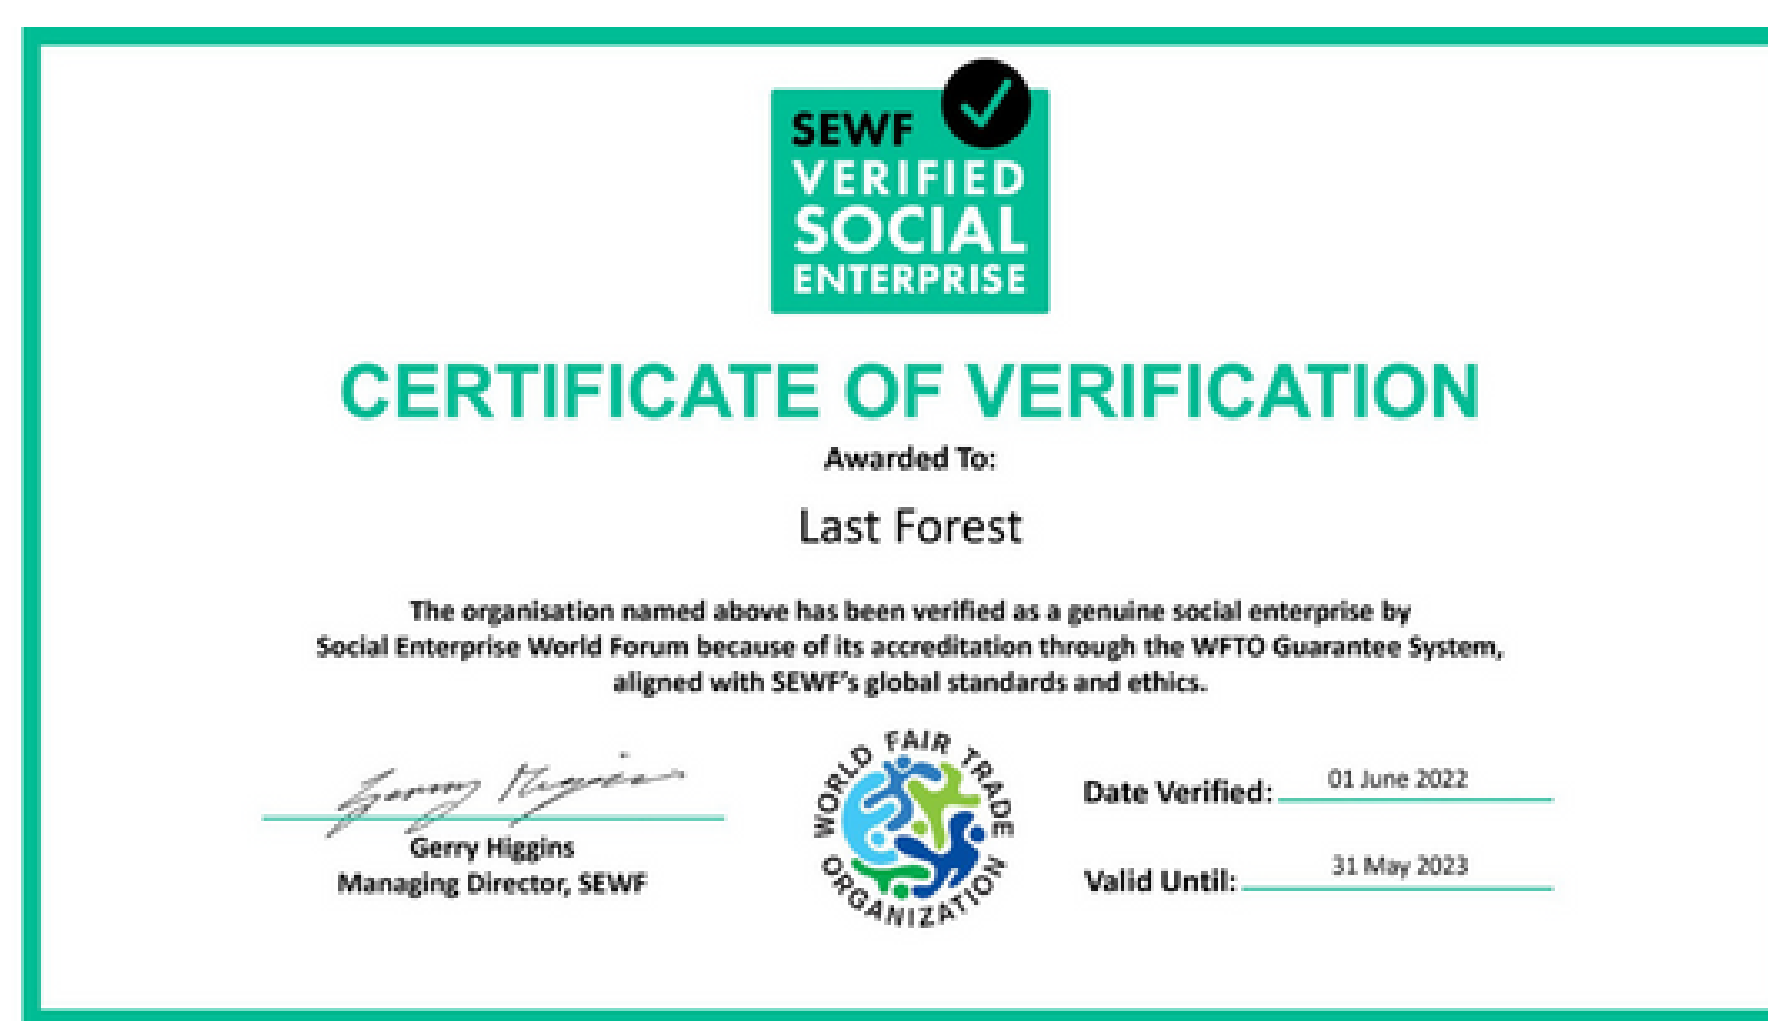 SEWF
VERIFIED
SOCIAL
ENTERPRISE
CERTIFICATE OF VERIFICATION
Awarded To:
Last Forest
The organisation named above has been verified as a genuine social enterprise by
Social Enterprise World Forum because of its accreditation through the WFTO Guarantee System,
aligned with SEWF's global standards and ethics.
Gerry Higgins
Gerry Higgins
Managing Director, SEWF
WORLD FAIR TRADE ORGANIZATION
Date Verified: 01 June 2022
Valid Until: 31 May 2023